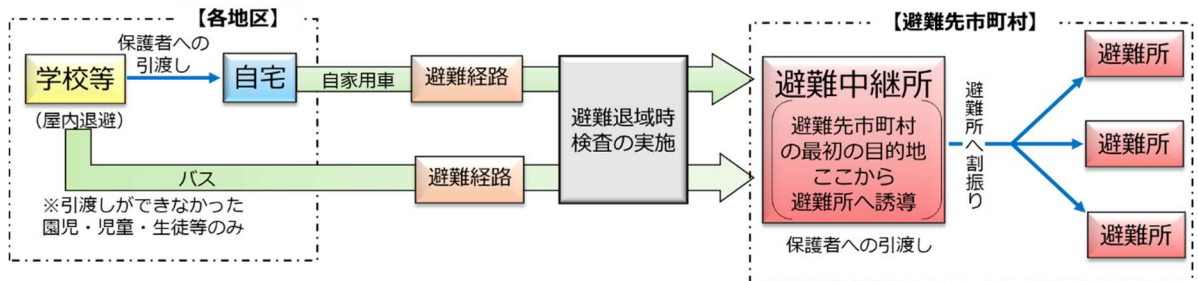 【各地区】
学校等
(屋内退避)
保護者への
引渡し
自宅
自家用車
避難経路
バス
避難経路
※引渡しができなかった
園児・児童・生徒等のみ
避難退域時
検査の実施
【避難先市町村】
避難中継所
避難先市町村
の最初の目的地
ここから
避難所へ誘導
保護者への引渡し
避難所へ割振り
避難所
避難所
避難所